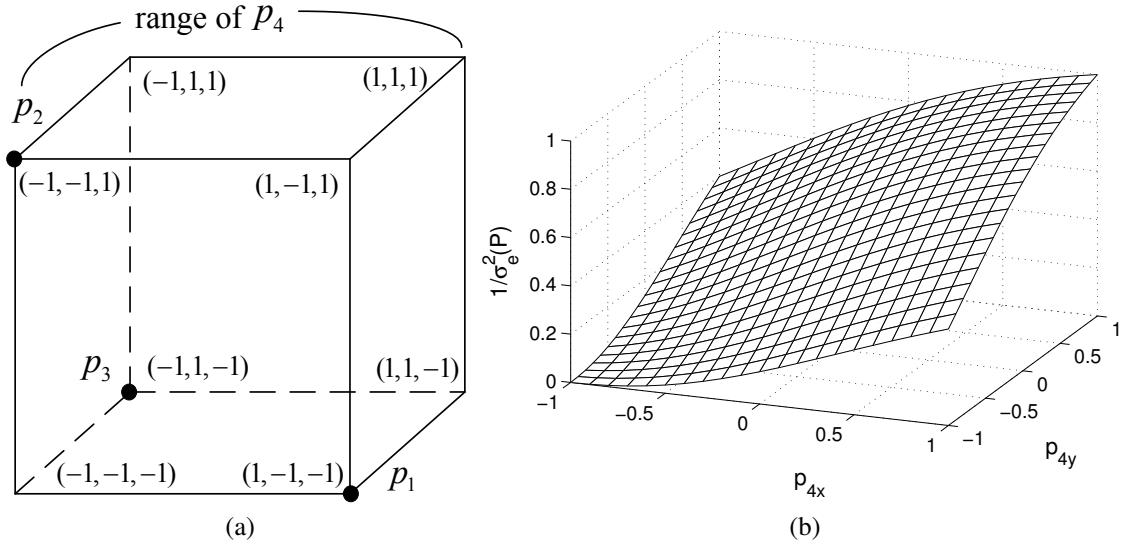 range of p₄
(−1,1,1)
(1,1,1)
p₂
(−1,−1,1)
(1,−1,1)
p₃
(−1,1,−1)
(1,1,−1)
(−1,−1,−1)
(1,−1,−1)
p₁
(a)
1/σₑ²(P)
1
0.8
0.6
0.4
0.2
0
−1
−0.5
0
0.5
1
p₄ₓ
−1
−0.5
0
0.5
1
p₄y
(b)